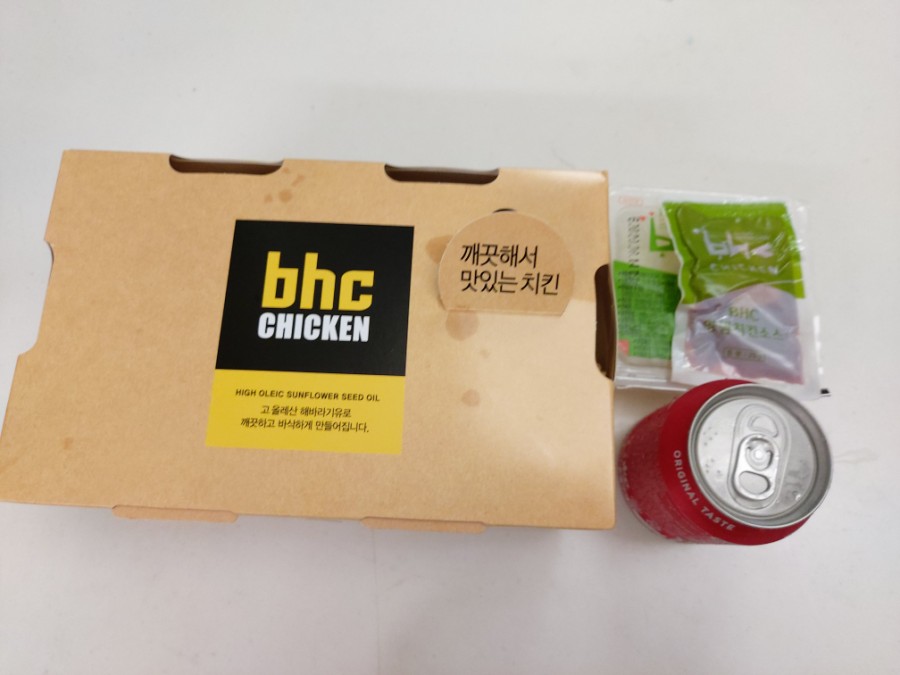 bhc
CHICKEN
HIGH OLEIC SUNFLOWER SEED OIL
고 올레산 해바라기유로
깨끗하고 바삭하게 만들어집니다.
깨끗해서
맛있는 치킨
bhc
CHICKEN
BHC
ORIGINAL TASTE